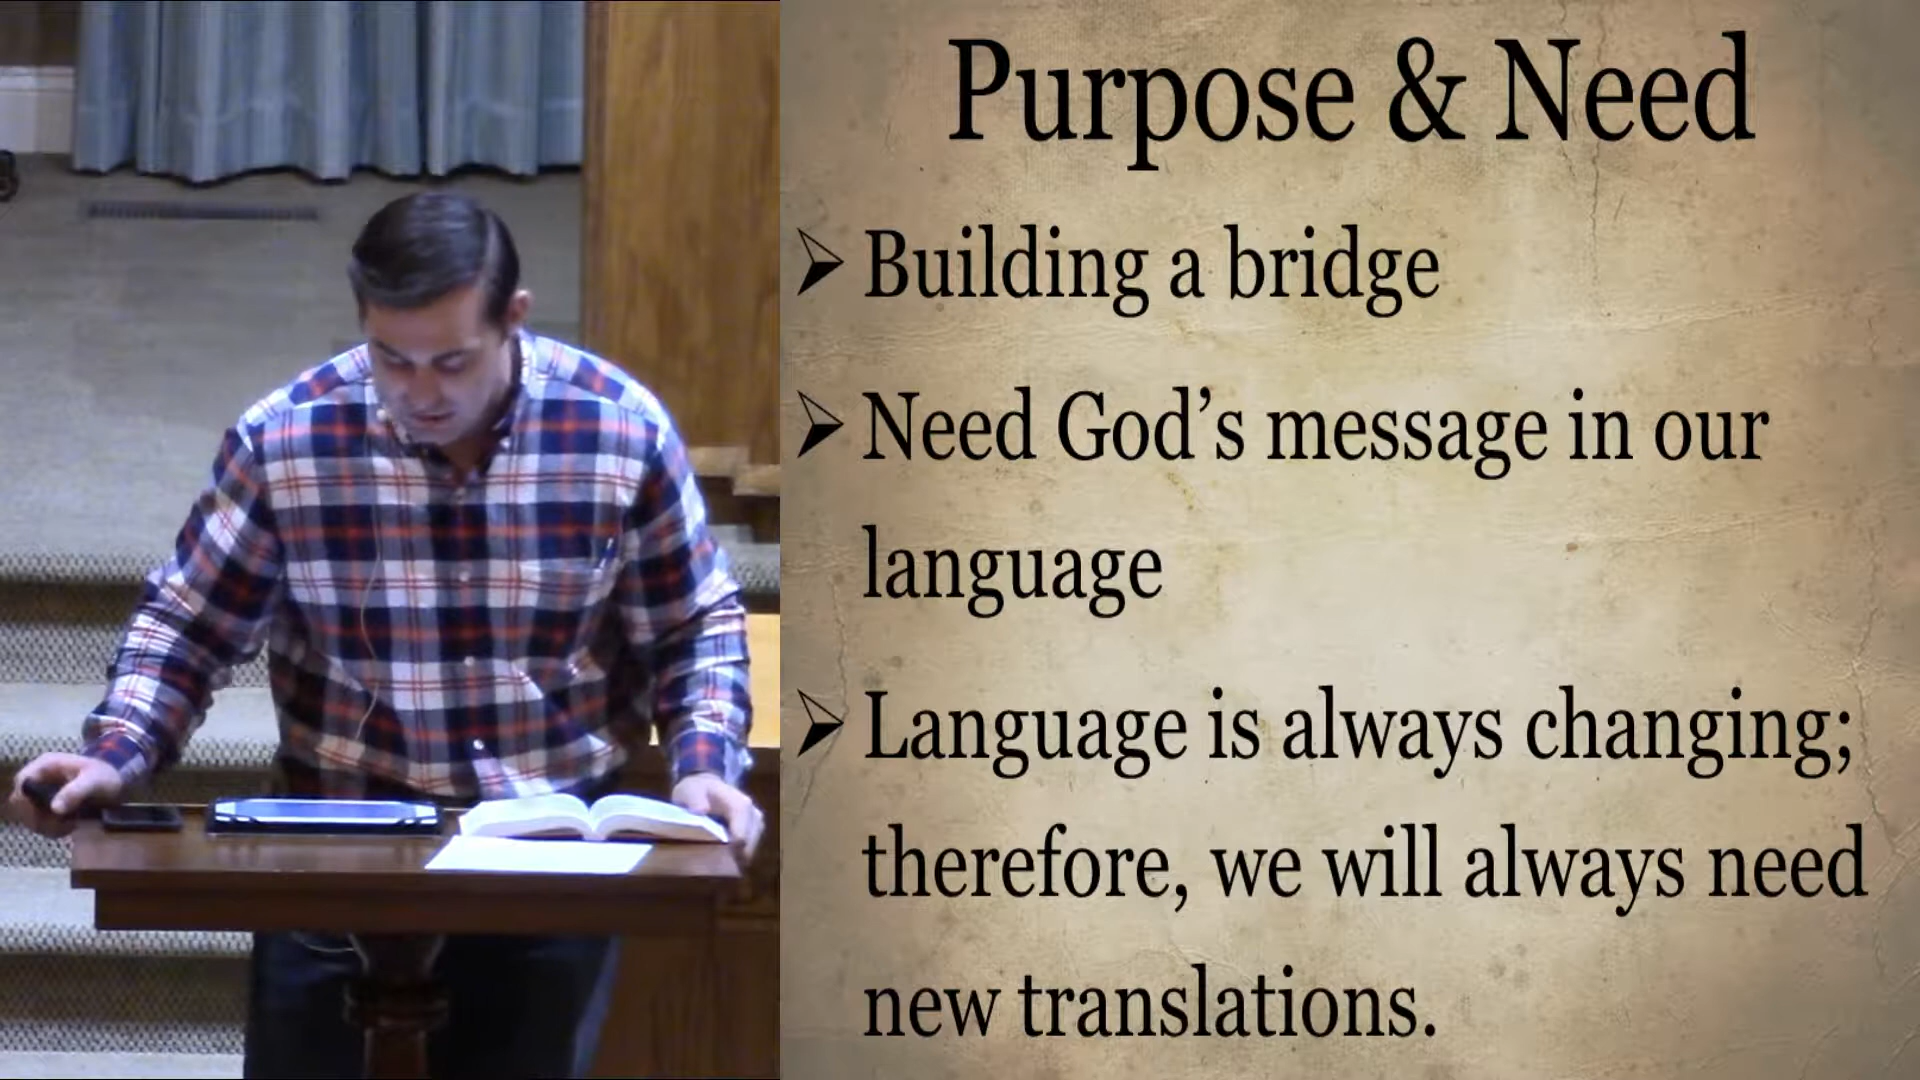 Purpose & Need
Building a bridge
Need God’s message in our
language
Language is always changing;
therefore, we will always need
new translations.